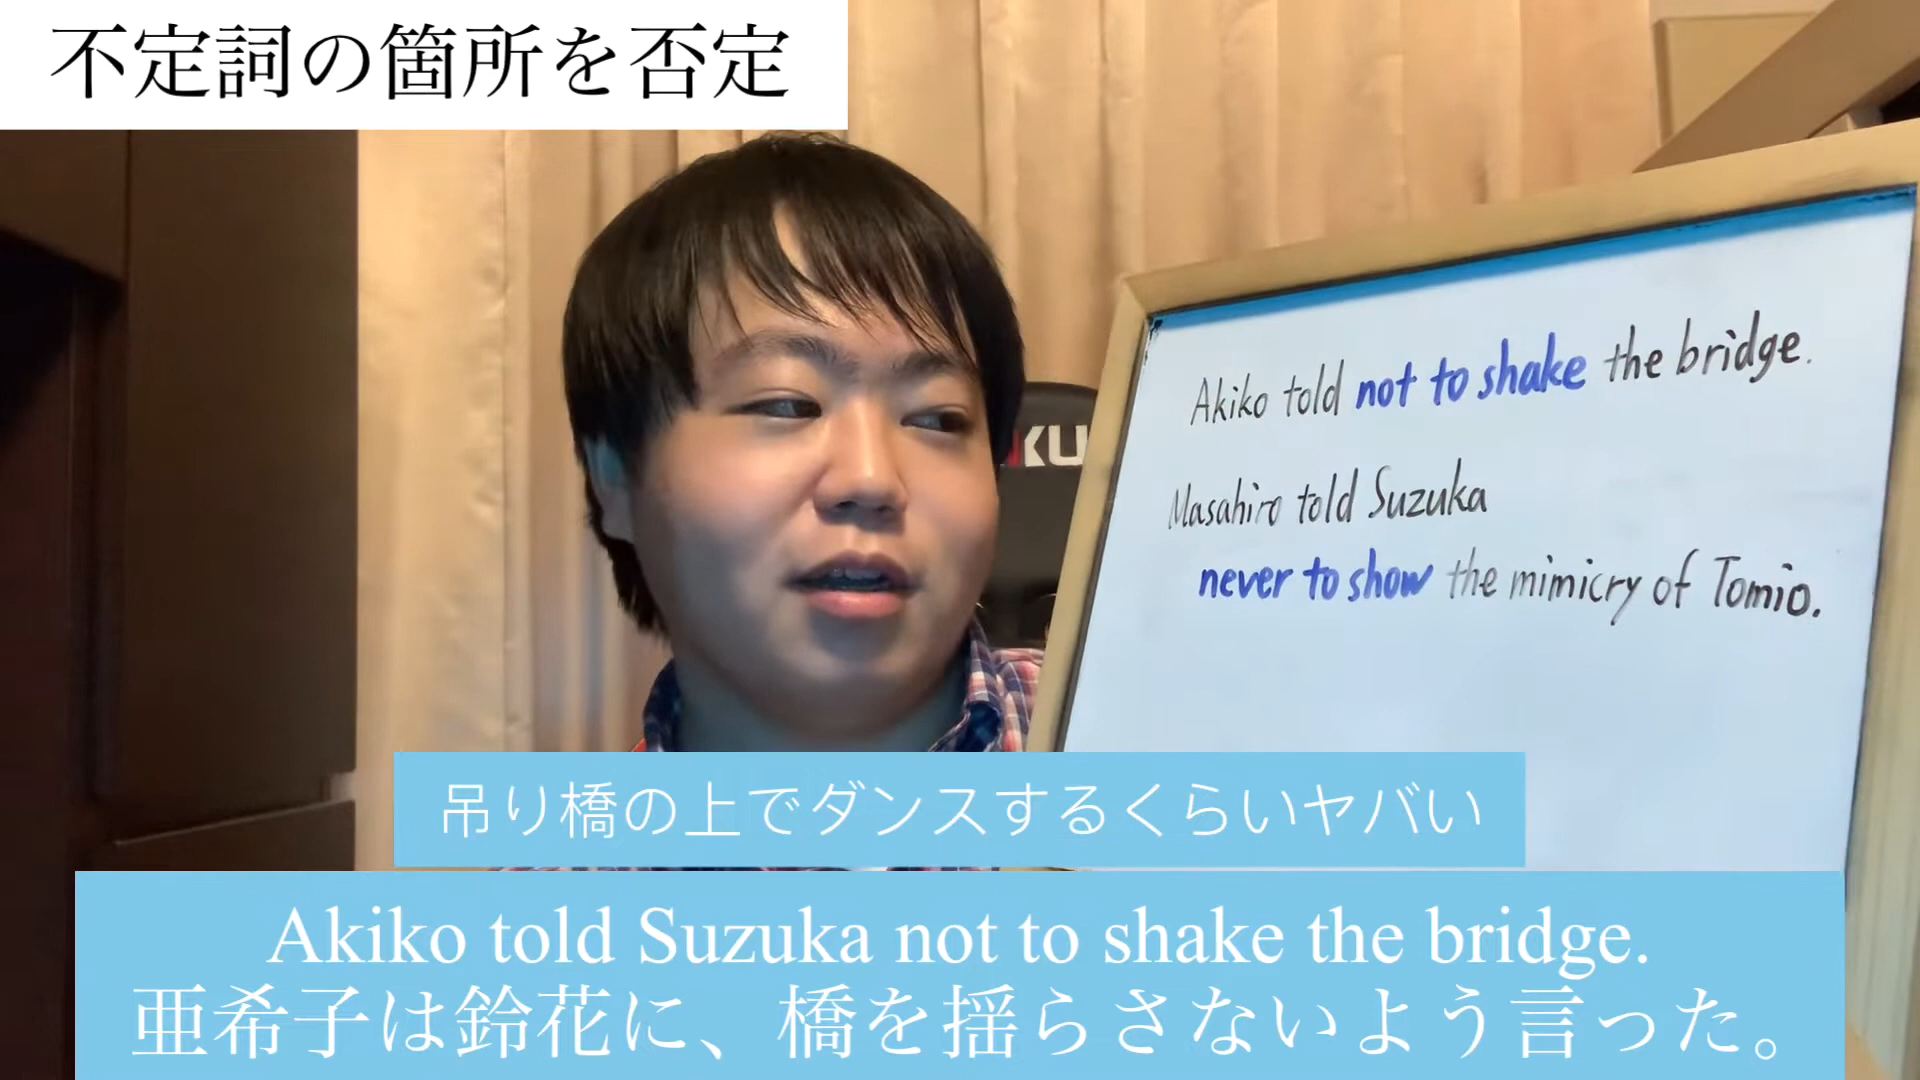 不定詞の箇所を否定
KU
Akiko told not to shake the bridge.
Masahiro told Suzuka
never to show the mimicry of Tomio.
吊り橋の上でダンスするくらいヤバい
Akiko told Suzuka not to shake the bridge.
亜希子は鈴花に、橋を揺らさないよう言った。